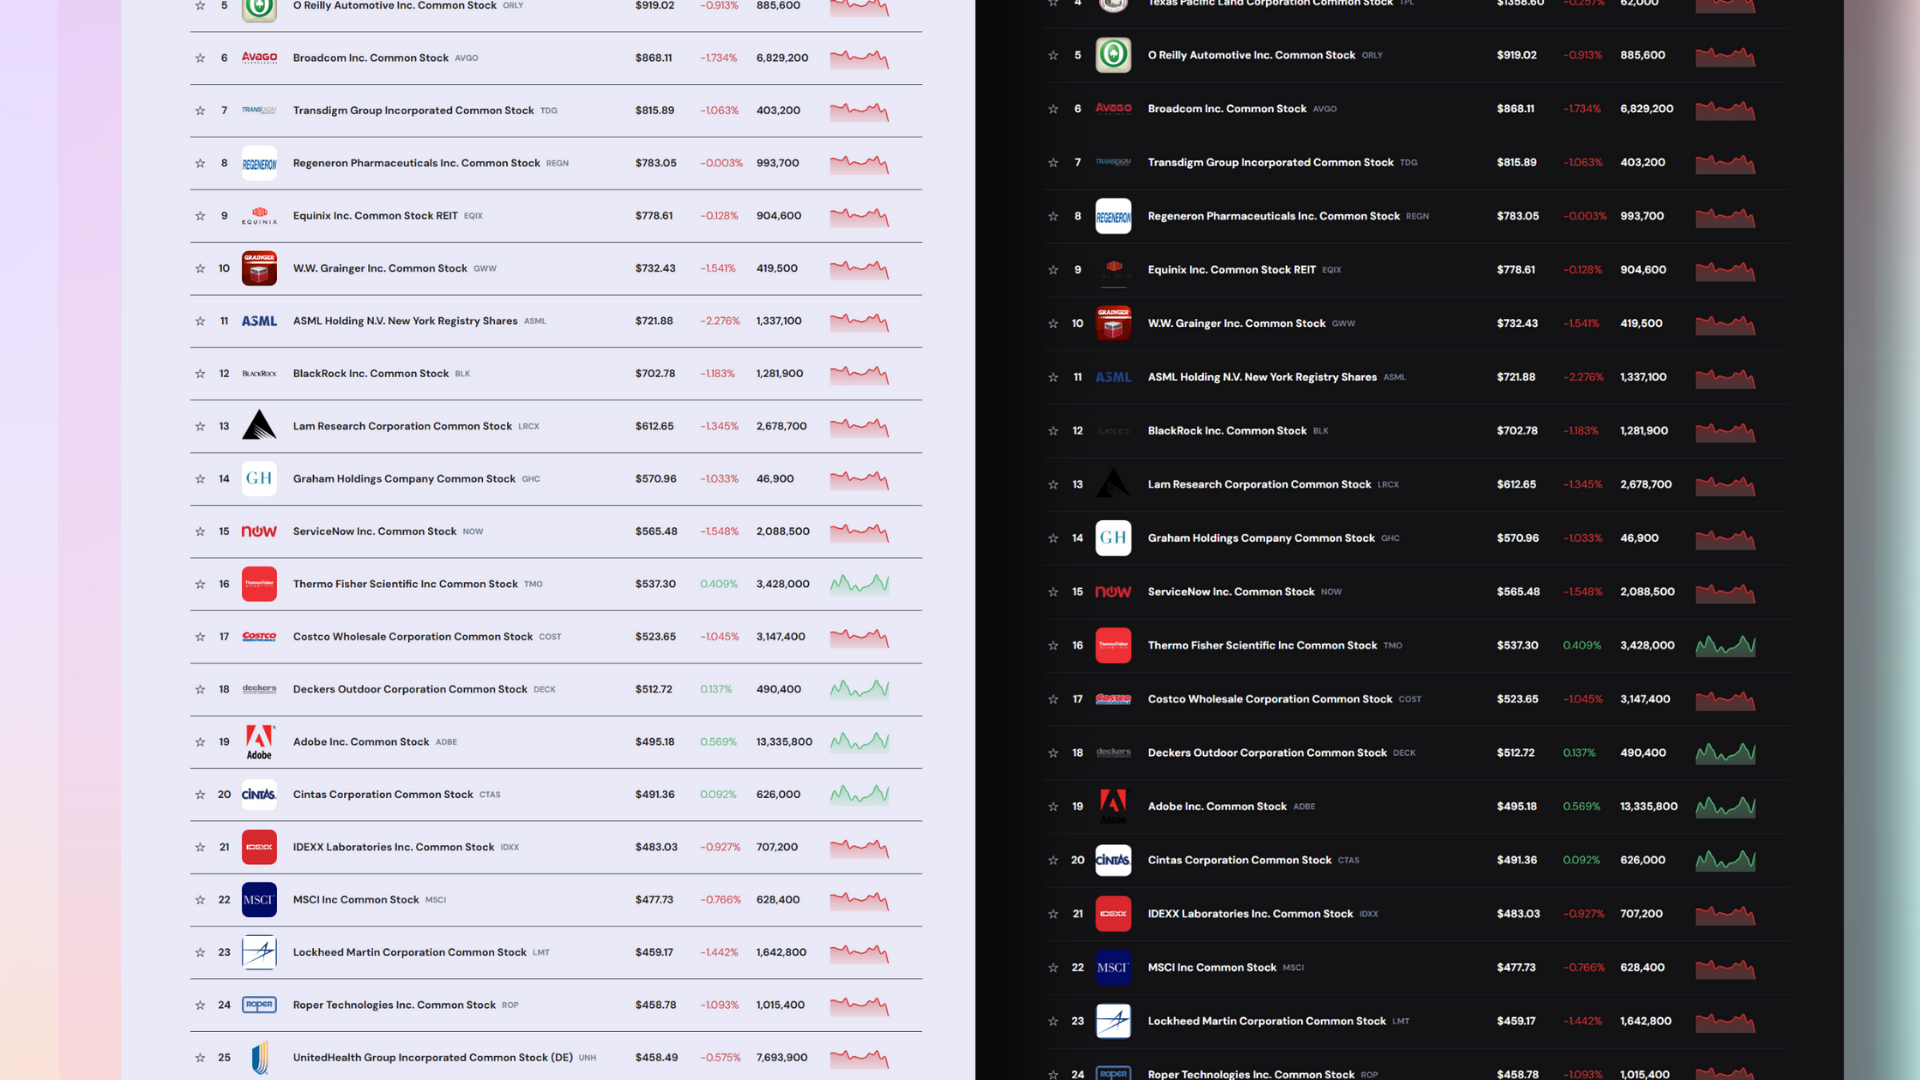 5 O Reilly Automotive Inc. Common Stock ORLY $919.02 -0.913% 885,600
6 AVAGO Broadcom Inc. Common Stock AVGO $868.11 -1.734% 6,829,200
7 Transdigm Group Incorporated Common Stock TDG $815.89 -1.063% 403,200
8 REGENERON Regeneron Pharmaceuticals Inc. Common Stock REGN $783.05 -0.003% 993,700
9 EQUINIX Equinix Inc. Common Stock REIT EQIX $778.61 -0.128% 904,600
10 GRAINGER W.W. Grainger Inc. Common Stock GWW $732.43 -1.541% 419,500
11 ASML ASML Holding N.V. New York Registry Shares ASML $721.88 -2.276% 1,337,100
12 BLACKROCK BlackRock Inc. Common Stock BLK $702.78 -1.183% 1,281,900
13 Lam Research Corporation Common Stock LRCX $612.65 -1.345% 2,678,700
14 GH Graham Holdings Company Common Stock GHC $570.96 -1.033% 46,900
15 now ServiceNow Inc. Common Stock NOW $565.48 -1.548% 2,088,500
16 ThermoFisher SCIENTIFIC Thermo Fisher Scientific Inc Common Stock TMO $537.30 0.409% 3,428,000
17 Costco Costco Wholesale Corporation Common Stock COST $523.65 -1.045% 3,147,400
18 deckers Deckers Outdoor Corporation Common Stock DECK $512.72 0.137% 490,400
19 Adobe Adobe Inc. Common Stock ADBE $495.18 0.569% 13,335,800
20 CINTAS Cintas Corporation Common Stock CTAS $491.36 0.092% 626,000
21 IDEXX IDEXX Laboratories Inc. Common Stock IDXX $483.03 -0.927% 707,200
22 MSCI MSCI Inc Common Stock MSCI $477.73 -0.766% 628,400
23 Lockheed Martin Corporation Common Stock LMT $459.17 -1.442% 1,642,800
24 Roper Roper Technologies Inc. Common Stock ROP $458.78 -1.093% 1,015,400
25 UnitedHealth Group Incorporated Common Stock (DE) UNH $458.49 -0.575% 7,693,900
4 Texas Pacific Land Corporation Common Stock TPL $1358.60 -0.257% 62,000
5 O Reilly Automotive Inc. Common Stock ORLY $919.02 -0.913% 885,600
6 AVAGO Broadcom Inc. Common Stock AVGO $868.11 -1.734% 6,829,200
7 Transdigm Group Incorporated Common Stock TDG $815.89 -1.063% 403,200
8 REGENERON Regeneron Pharmaceuticals Inc. Common Stock REGN $783.05 -0.003% 993,700
9 Equinix Inc. Common Stock REIT EQIX $778.61 -0.128% 904,600
10 GRAINGER W.W. Grainger Inc. Common Stock GWW $732.43 -1.541% 419,500
11 ASML ASML Holding N.V. New York Registry Shares ASML $721.88 -2.276% 1,337,100
12 BlackRock Inc. Common Stock BLK $702.78 -1.183% 1,281,900
13 Lam Research Corporation Common Stock LRCX $612.65 -1.345% 2,678,700
14 GH Graham Holdings Company Common Stock GHC $570.96 -1.033% 46,900
15 now ServiceNow Inc. Common Stock NOW $565.48 -1.548% 2,088,500
16 ThermoFisher SCIENTIFIC Thermo Fisher Scientific Inc Common Stock TMO $537.30 0.409% 3,428,000
17 Costco Costco Wholesale Corporation Common Stock COST $523.65 -1.045% 3,147,400
18 deckers Deckers Outdoor Corporation Common Stock DECK $512.72 0.137% 490,400
19 Adobe Adobe Inc. Common Stock ADBE $495.18 0.569% 13,335,800
20 CINTAS Cintas Corporation Common Stock CTAS $491.36 0.092% 626,000
21 IDEXX IDEXX Laboratories Inc. Common Stock IDXX $483.03 -0.927% 707,200
22 MSCI MSCI Inc Common Stock MSCI $477.73 -0.766% 628,400
23 Lockheed Martin Corporation Common Stock LMT $459.17 -1.442% 1,642,800
24 Roper Roper Technologies Inc. Common Stock ROP $458.78 -1.093% 1,015,400